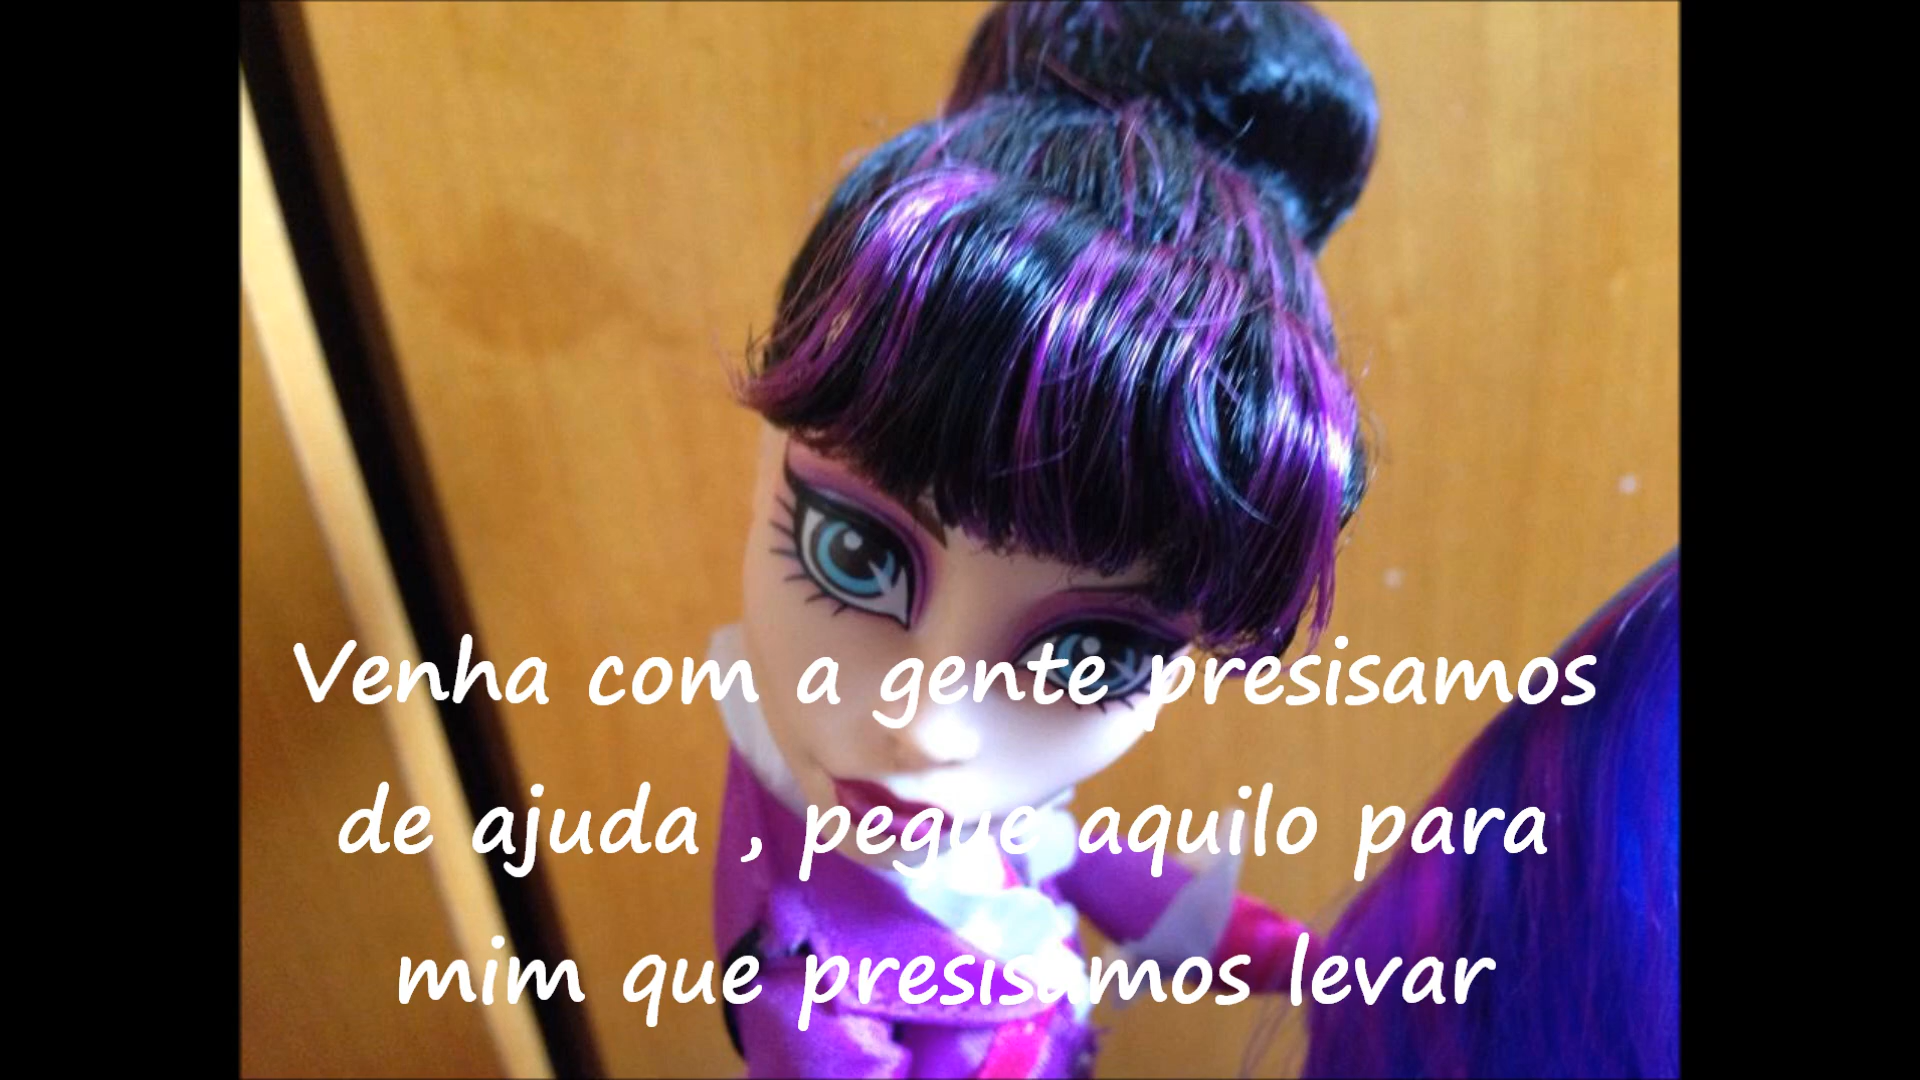 Venha com a gente presisamos
de ajuda , pegue aquilo para
mim que presisamos levar